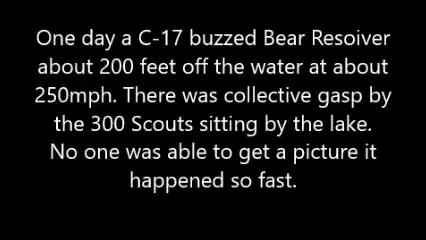 One day a C-17 buzzed Bear Resoiver
about 200 feet off the water at about
250mph. There was collective gasp by
the 300 Scouts sitting by the lake.
No one was able to get a picture it
happened so fast.